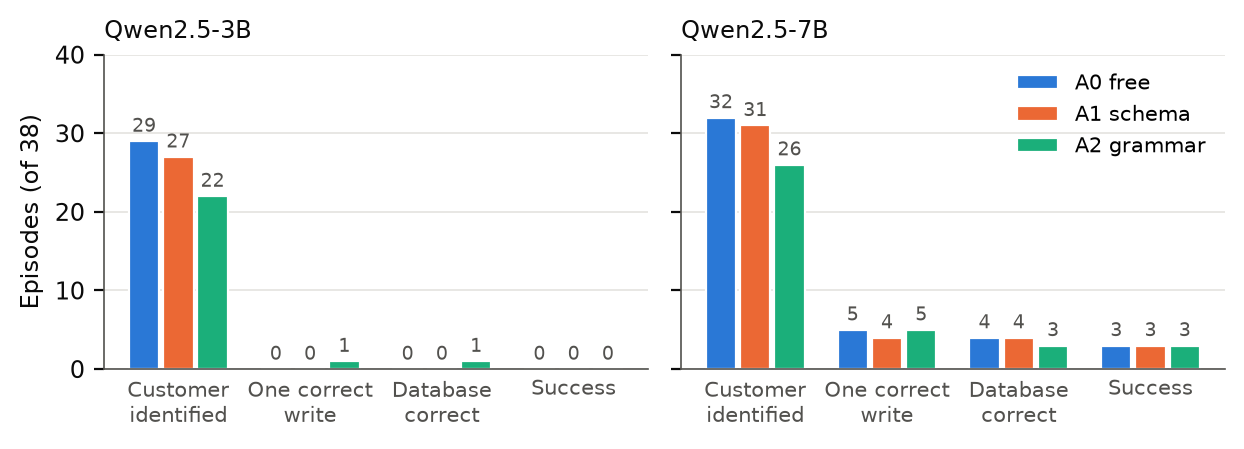 Qwen2.5-3B
Episodes (of 38)
40
30
20
10
0
29
27
22
0
0
1
0
0
1
0
0
0
Customer
identified
One correct
write
Database
correct
Success
Qwen2.5-7B
A0 free
A1 schema
A2 grammar
32
31
26
5
4
5
4
4
3
3
3
3
Customer
identified
One correct
write
Database
correct
Success